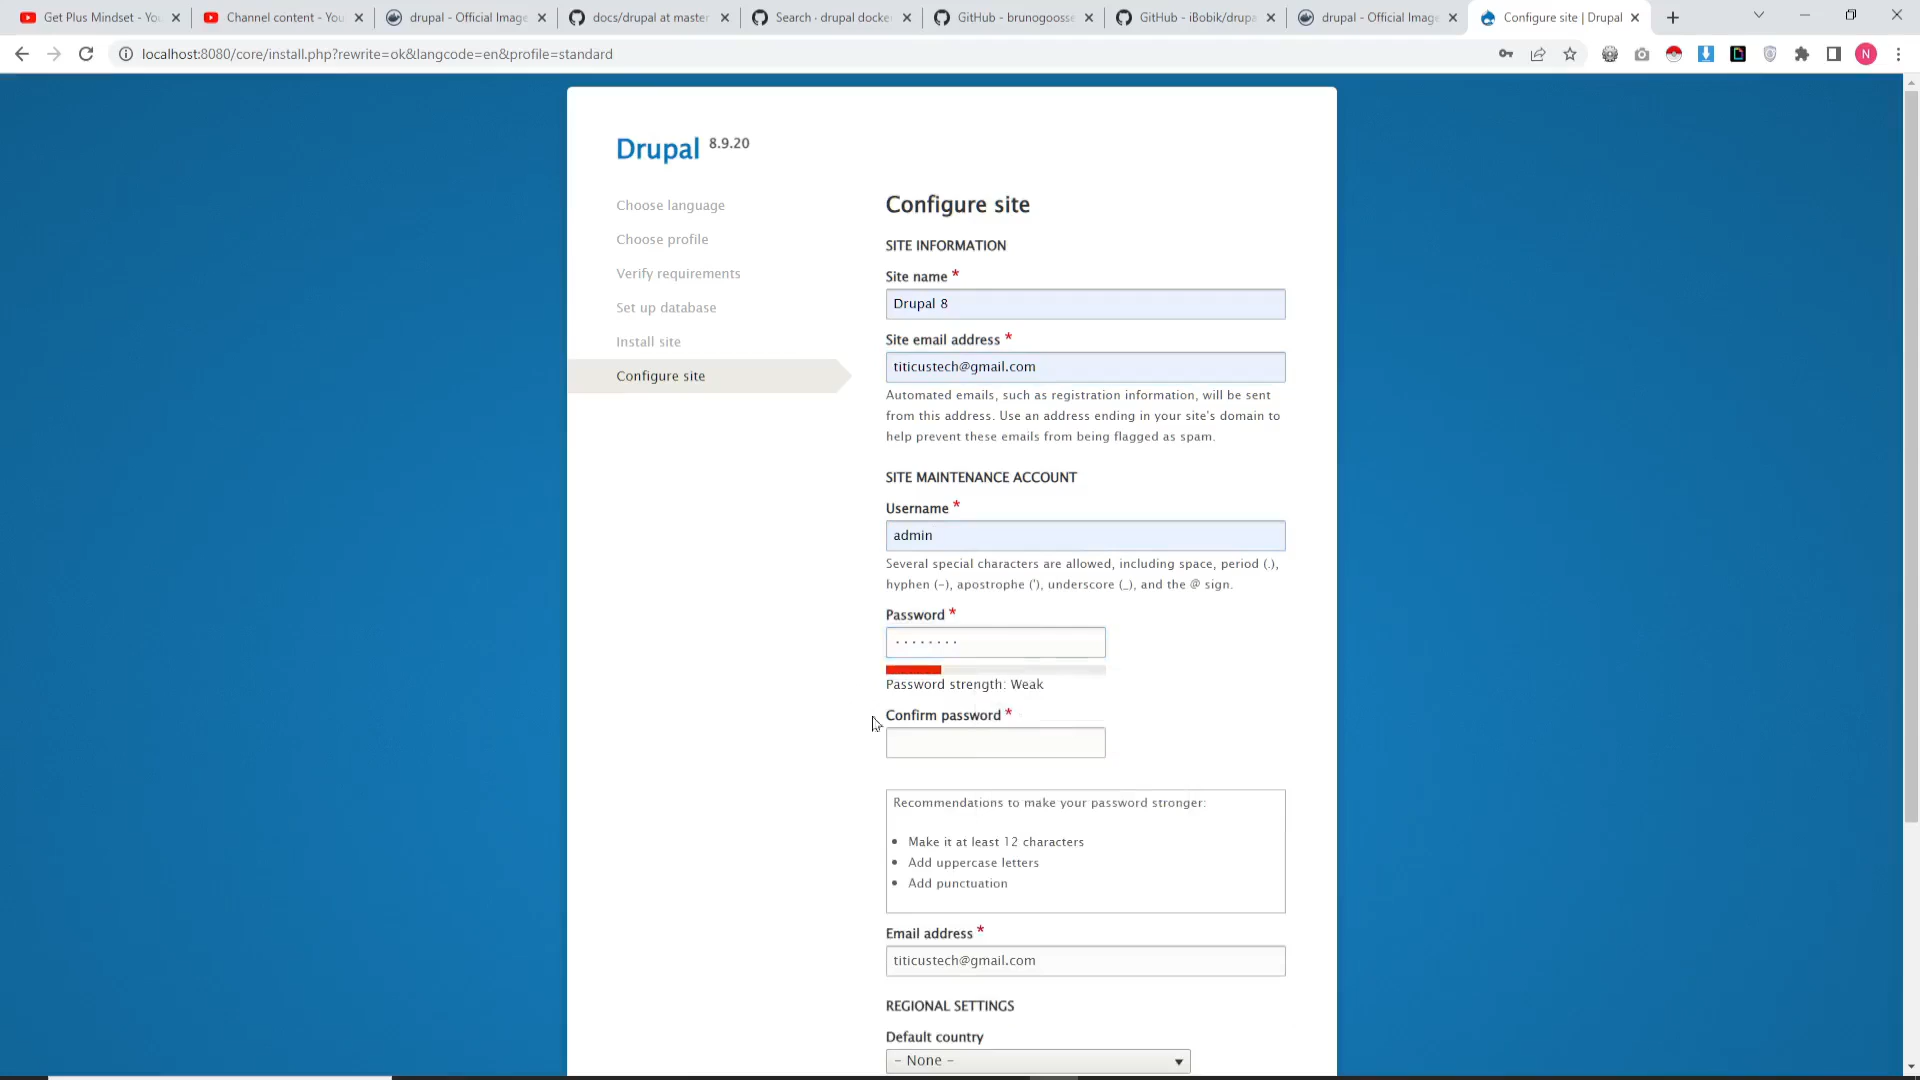 Get Plus Mindset - You
Channel content - You
drupal - Official Image
docs/drupal at master
Search · drupal docke
GitHub - brunogoosse
GitHub - iBobik/drupa
drupal - Official Image
Configure site | Drupal
localhost:8080/core/install.php?rewrite=ok&langcode=en&profile=standard
N
Drupal 8.9.20
Choose language
Choose profile
Verify requirements
Set up database
Install site
Configure site
Configure site
SITE INFORMATION
Site name *
Drupal 8
Site email address *
titicustech@gmail.com
Automated emails, such as registration information, will be sent
from this address. Use an address ending in your site's domain to
help prevent these emails from being flagged as spam.
SITE MAINTENANCE ACCOUNT
Username *
admin
Several special characters are allowed, including space, period (.),
hyphen (-), apostrophe ('), underscore (_), and the @ sign.
Password *
········
Password strength: Weak
Confirm password *
Recommendations to make your password stronger:
• Make it at least 12 characters
• Add uppercase letters
• Add punctuation
Email address *
titicustech@gmail.com
REGIONAL SETTINGS
Default country
- None -